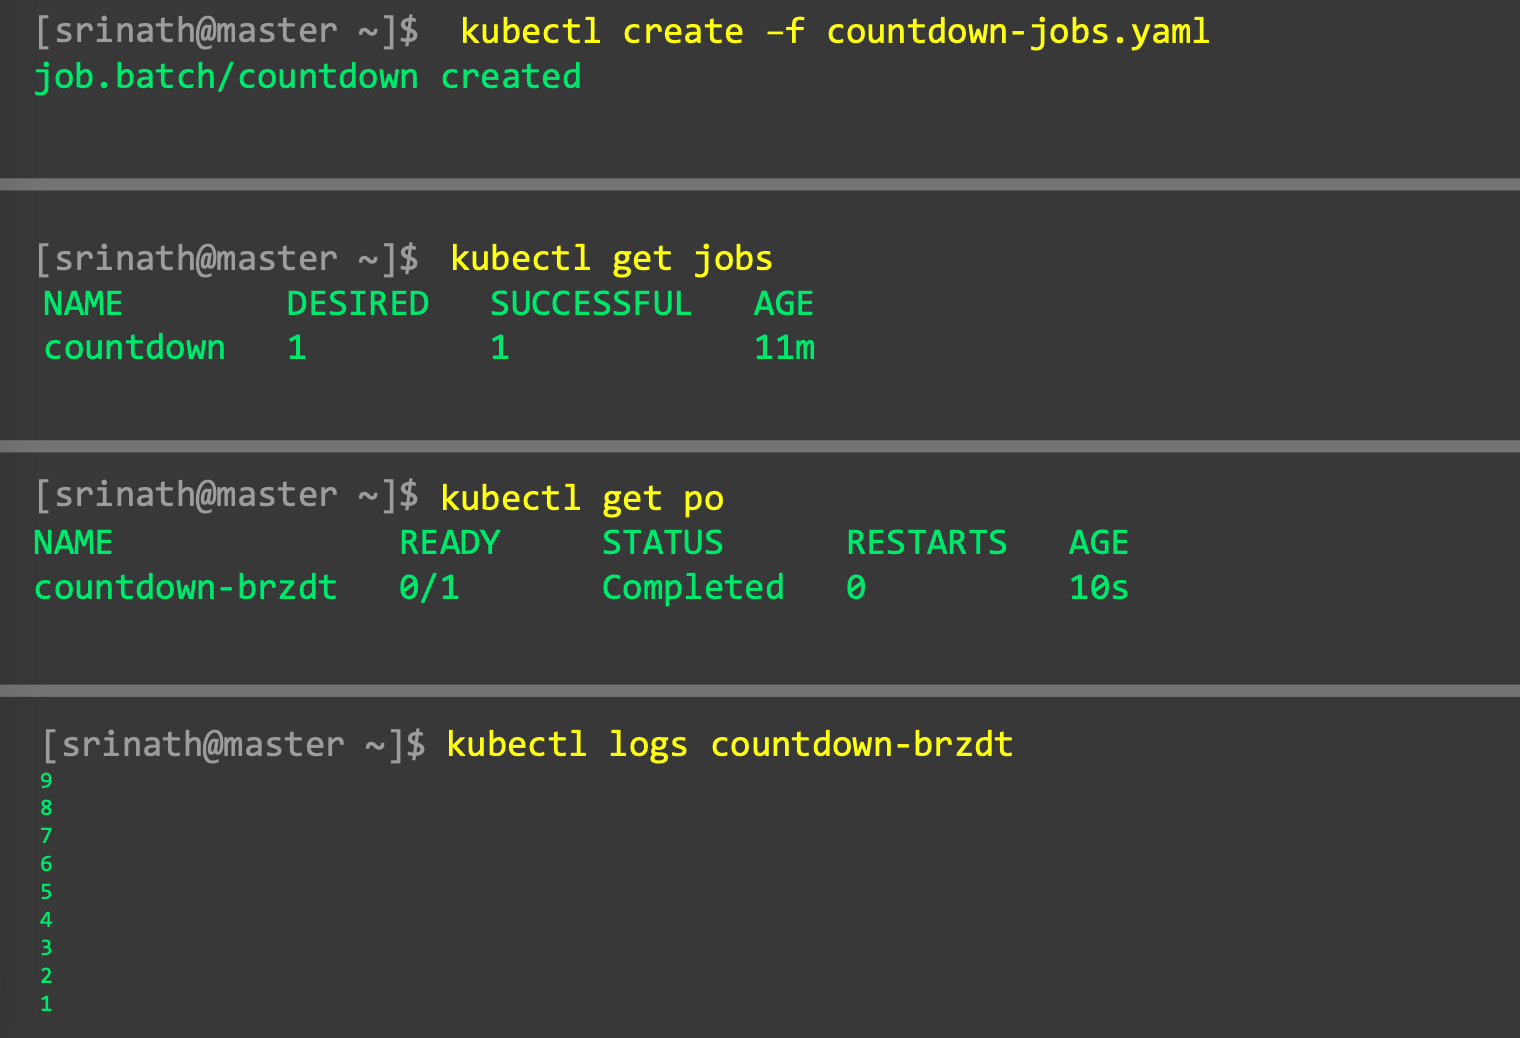 [srinath@master ~]$ kubectl create –f countdown-jobs.yaml
job.batch/countdown created
[srinath@master ~]$ kubectl get jobs
NAME DESIRED SUCCESSFUL AGE
countdown 1 1 11m
[srinath@master ~]$ kubectl get po
NAME READY STATUS RESTARTS AGE
countdown-brzdt 0/1 Completed 0 10s
[srinath@master ~]$ kubectl logs countdown-brzdt
9
8
7
6
5
4
3
2
1